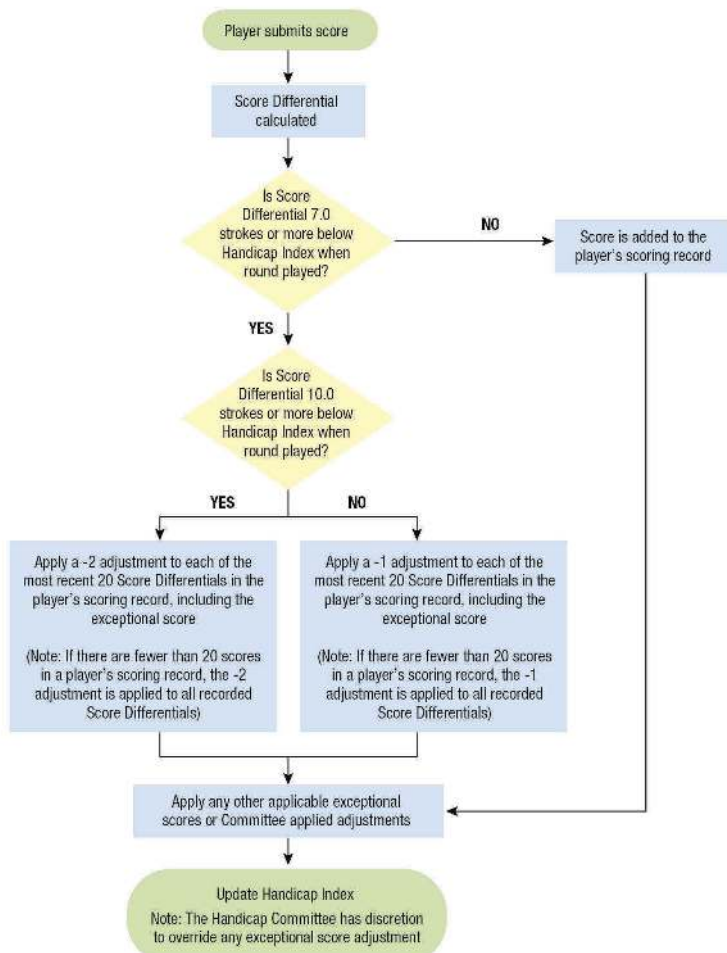 Player submits score
Score Differential
calculated
Is Score
Differential 7.0
strokes or more below
Handicap Index when
round played?
NO
Score is added to the
player's scoring record
YES
Is Score
Differential 10.0
strokes or more below
Handicap Index when
round played?
YES
NO
Apply a -2 adjustment to each of the
most recent 20 Score Differentials in the
player's scoring record, including the
exceptional score
(Note: If there are fewer than 20 scores
in a player's scoring record, the -2
adjustment is applied to all recorded
Score Differentials)
Apply a -1 adjustment to each of the
most recent 20 Score Differentials in the
player's scoring record, including the
exceptional score
(Note: If there are fewer than 20 scores
in a player's scoring record, the -1
adjustment is applied to all recorded
Score Differentials)
Apply any other applicable exceptional
scores or Committee applied adjustments
Update Handicap Index
Note: The Handicap Committee has discretion
to override any exceptional score adjustment